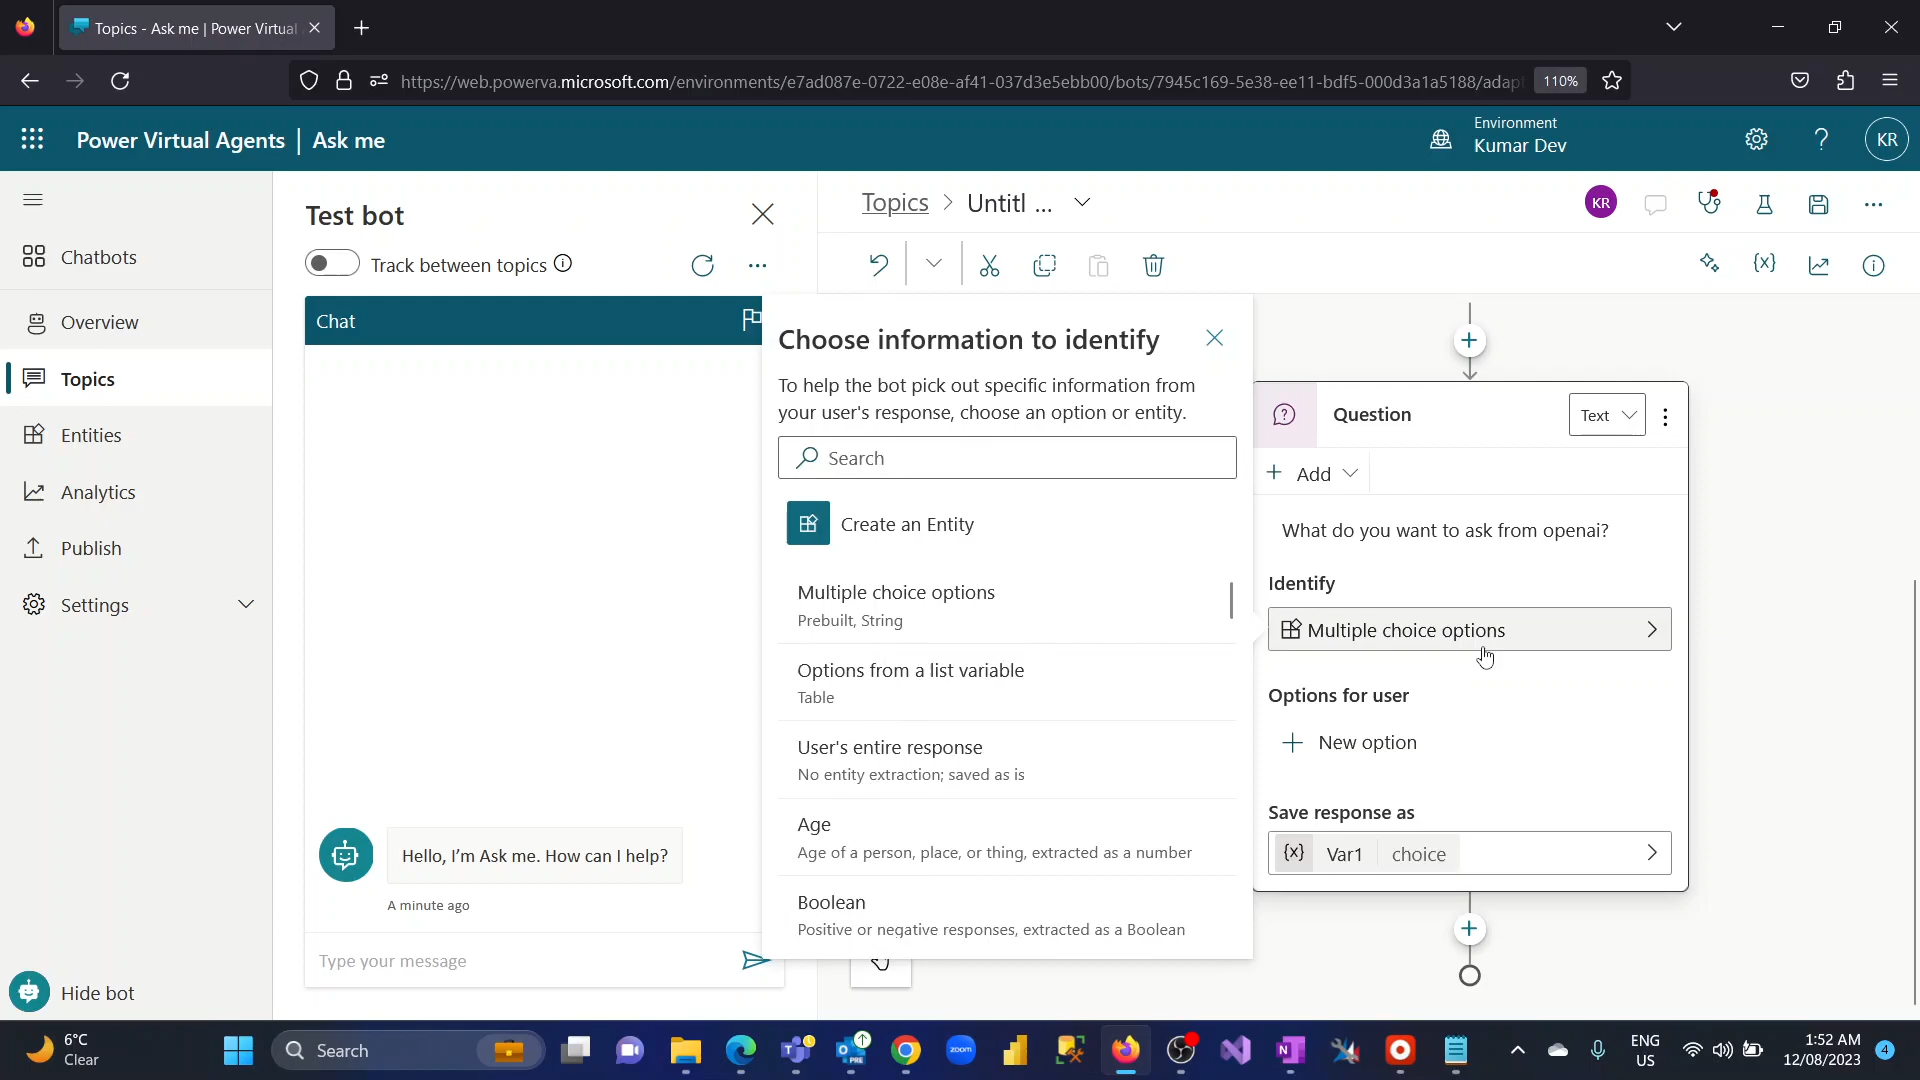 Topics - Ask me | Power Virtual
https://web.powerva.microsoft.com/environments/e7ad087e-0722-e08e-af41-037d3e5ebb00/bots/7945c169-5e38-ee11-bdf5-000d3a1a5188/adapt
110%
Power Virtual Agents | Ask me
Environment
Kumar Dev
KR
Chatbots
Overview
Topics
Entities
Analytics
Publish
Settings
Hide bot
Test bot
Track between topics
Chat
Hello, I'm Ask me. How can I help?
A minute ago
Type your message
Topics > Untitl ...
KR
Choose information to identify
To help the bot pick out specific information from
your user's response, choose an option or entity.
Search
Create an Entity
Multiple choice options
Prebuilt, String
Options from a list variable
Table
User's entire response
No entity extraction; saved as is
Age
Age of a person, place, or thing, extracted as a number
Boolean
Positive or negative responses, extracted as a Boolean
Question
Text
Add
What do you want to ask from openai?
Identify
Multiple choice options
Options for user
New option
Save response as
{x} Var1 choice
6°C
Clear
Search
PRE
zoom
ENG
US
1:52 AM
12/08/2023
4